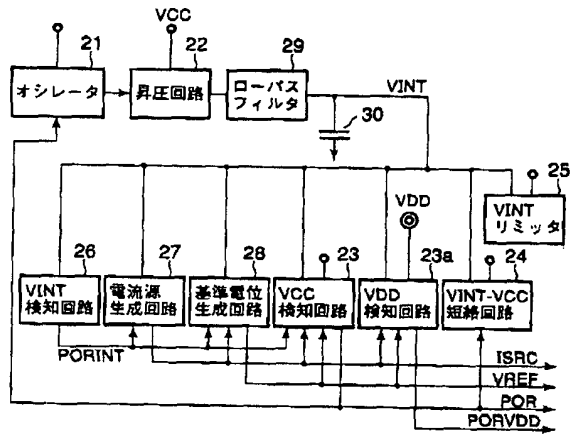 VCC
21
22
29
オシレータ
昇圧回路
ローパス
フィルタ
VINT
30
25
VDD
VINT
リミッタ
26
27
28
23
23a
24
VINT
検知回路
電流源
生成回路
基準電位
生成回路
VCC
検知回路
VDD
検知回路
VINT-VCC
短絡回路
PORINT
ISRC
VREF
POR
PORVDD